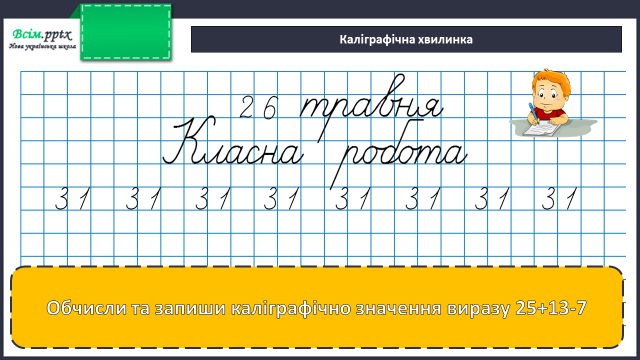 Всім.pptx
Нова українська школа
Каліграфічна хвилинка
26 травня
Класна робота
31 31 31 31 31 31 31 31
Обчисли та запиши каліграфічно значення виразу 25+13-7